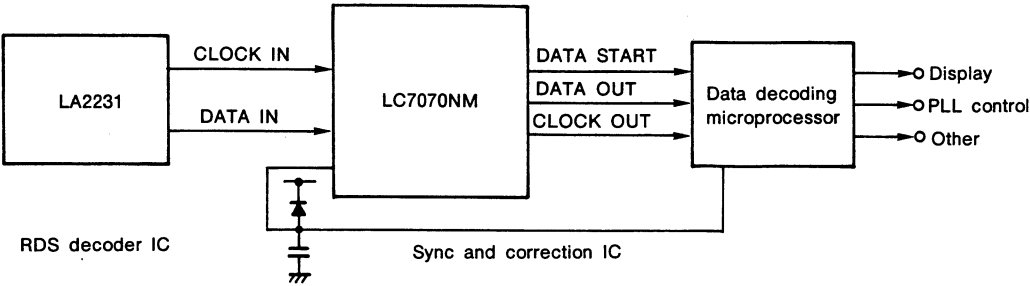 LA2231
CLOCK IN
DATA IN
LC7070NM
DATA START
DATA OUT
CLOCK OUT
Data decoding
microprocessor
Display
PLL control
Other
RDS decoder IC
Sync and correction IC